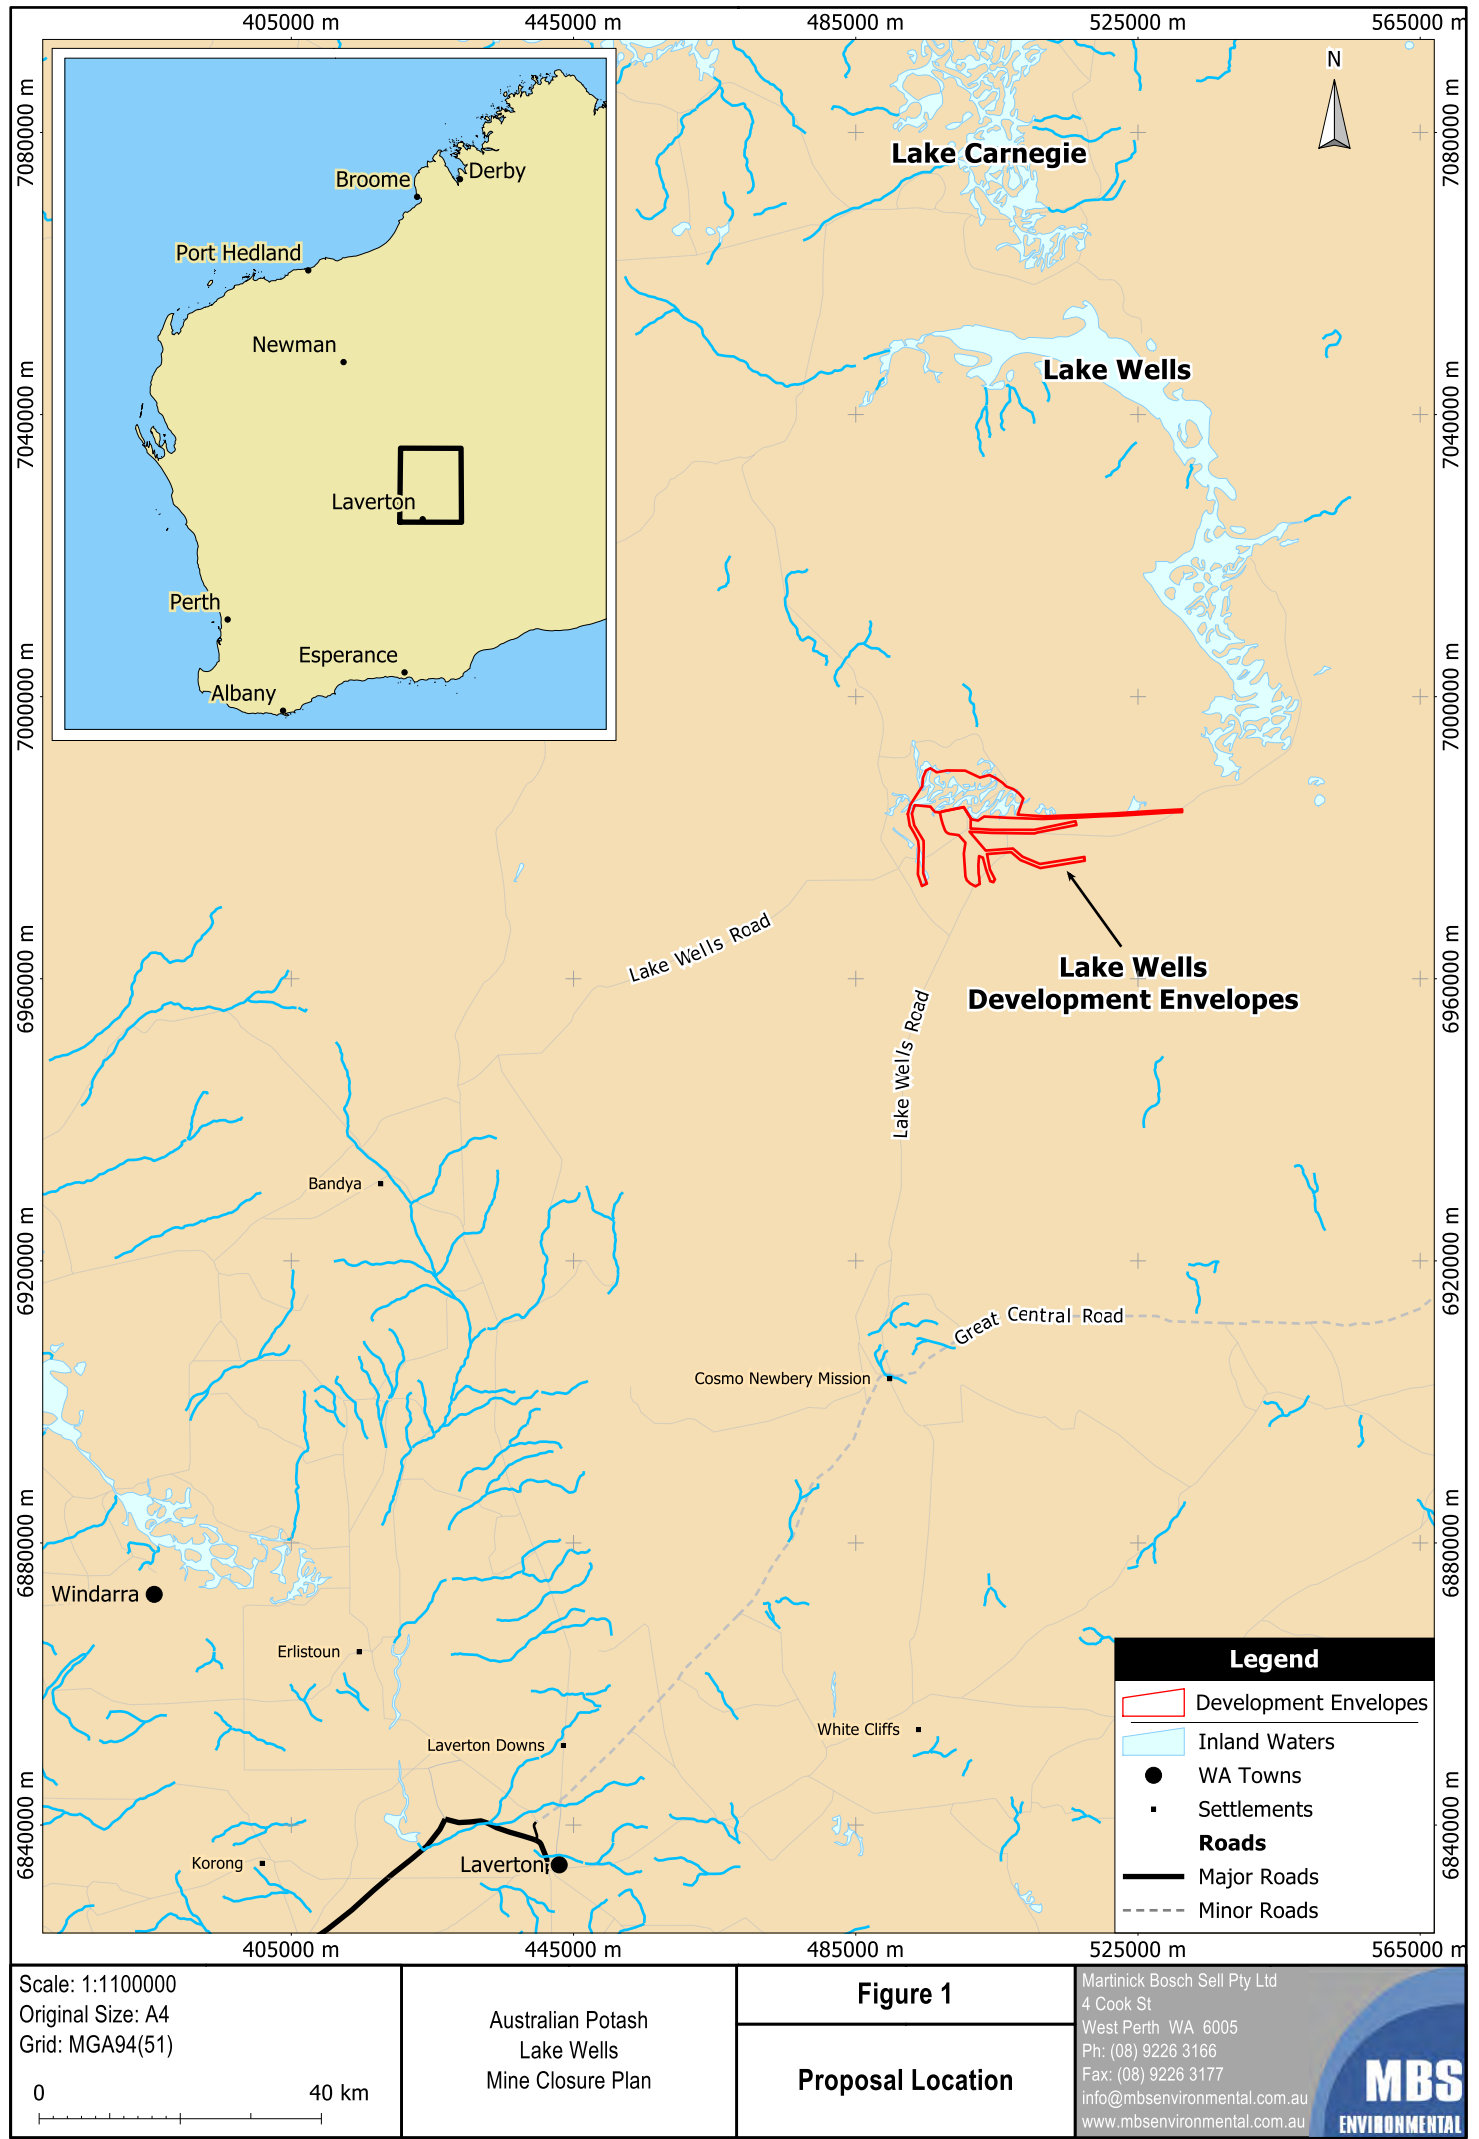 405000 m
445000 m
485000 m
525000 m
565000 m
N
7080000 m
7080000 m
7040000 m
7040000 m
7000000 m
7000000 m
6960000 m
6960000 m
6920000 m
6920000 m
6880000 m
6880000 m
6840000 m
6840000 m
Broome
Derby
Port Hedland
Newman
Laverton
Perth
Esperance
Albany
Lake Carnegie
Lake Wells
Lake Wells Road
Lake Wells
Development Envelopes
Lake Wells Road
Bandya
Great Central Road
Cosmo Newbery Mission
Windarra
Erlistoun
White Cliffs
Laverton Downs
Korong
Laverton
Legend
Development Envelopes
Inland Waters
WA Towns
Settlements
Roads
Major Roads
Minor Roads
405000 m
445000 m
485000 m
525000 m
565000 m
Scale: 1:1100000
Original Size: A4
Grid: MGA94(51)
0
40 km
Australian Potash
Lake Wells
Mine Closure Plan
Figure 1
Proposal Location
Martinick Bosch Sell Pty Ltd
4 Cook St
West Perth WA 6005
Ph: (08) 9226 3166
Fax: (08) 9226 3177
info@mbsenvironmental.com.au
www.mbsenvironmental.com.au
MBS
ENVIRONMENTAL